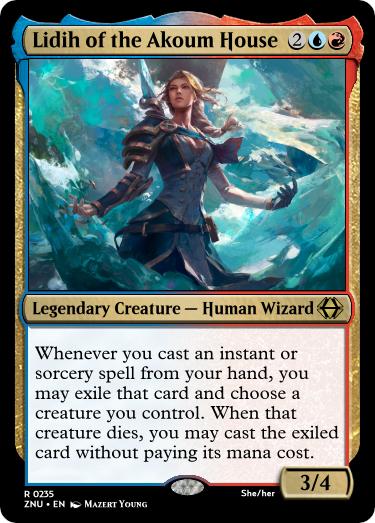 Lidih of the Akoum House 2
Legendary Creature — Human Wizard
Whenever you cast an instant or
sorcery spell from your hand, you
may exile that card and choose a
creature you control. When that
creature dies, you may cast the exiled
card without paying its mana cost.
3/4
R 0235
ZNU • EN Mazert Young
She/her